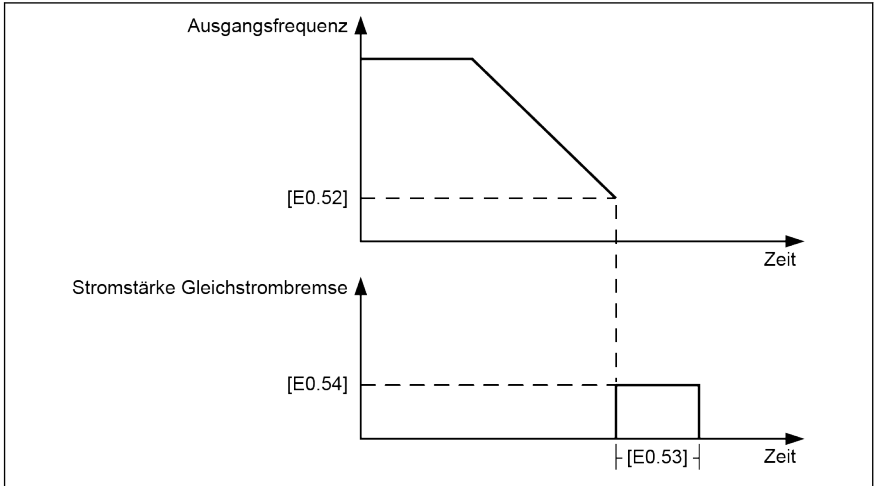 Ausgangsfrequenz
[E0.52]
Zeit
Stromstärke Gleichstrombremse
[E0.54]
[E0.53]
Zeit